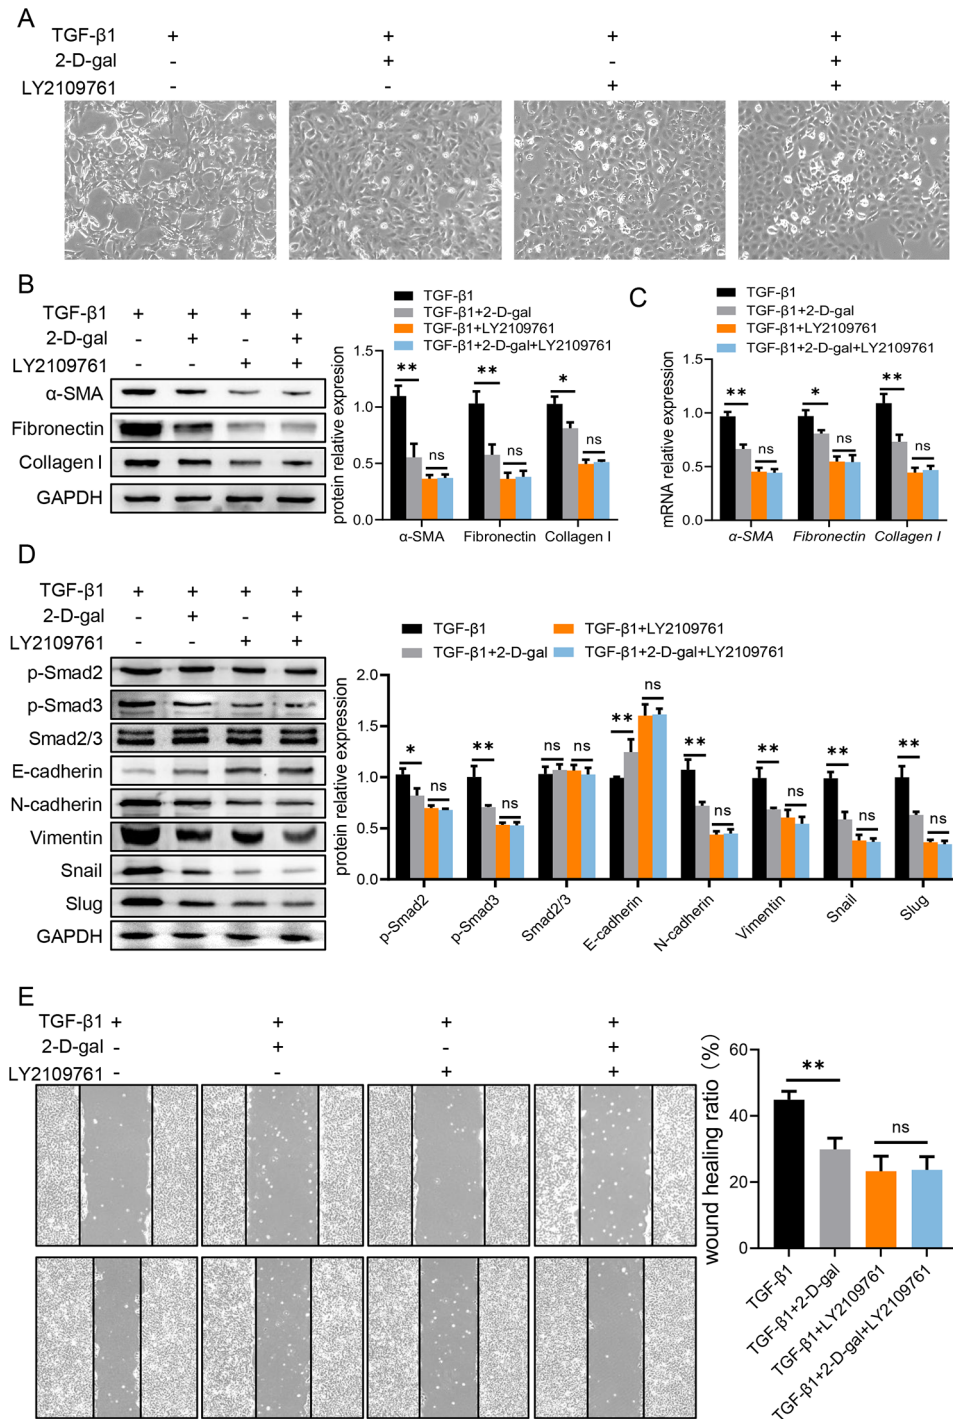 A
TGF-β1 + + + +
2-D-gal - + - +
LY2109761 - - + +
B
TGF-β1 + + + +
2-D-gal - + - +
LY2109761 - - + +
α-SMA
Fibronectin
Collagen I
GAPDH
TGF-β1
TGF-β1+2-D-gal
TGF-β1+LY2109761
TGF-β1+2-D-gal+LY2109761
protein relative expression
1.5
1.0
0.5
0.0
** ** *
ns ns ns
α-SMA Fibronectin Collagen I
C
TGF-β1
TGF-β1+2-D-gal
TGF-β1+LY2109761
TGF-β1+2-D-gal+LY2109761
mRNA relative expression
1.5
1.0
0.5
0.0
** * **
ns ns ns
α-SMA Fibronectin Collagen I
D
TGF-β1 + + + +
2-D-gal - + - +
LY2109761 - - + +
p-Smad2
p-Smad3
Smad2/3
E-cadherin
N-cadherin
Vimentin
Snail
Slug
GAPDH
TGF-β1 TGF-β1+LY2109761
TGF-β1+2-D-gal TGF-β1+2-D-gal+LY2109761
protein relative expression
2.0
1.5
1.0
0.5
0.0
* ** ns ** ** ** ** **
ns ns ns ns ns ns ns ns
p-Smad2 p-Smad3 Smad2/3 E-cadherin N-cadherin Vimentin Snail Slug
E
TGF-β1 + + + +
2-D-gal - + - +
LY2109761 - - + +
wound healing ratio (%)
60
40
20
0
**
ns
TGF-β1
TGF-β1+2-D-gal
TGF-β1+LY2109761
TGF-β1+2-D-gal+LY2109761